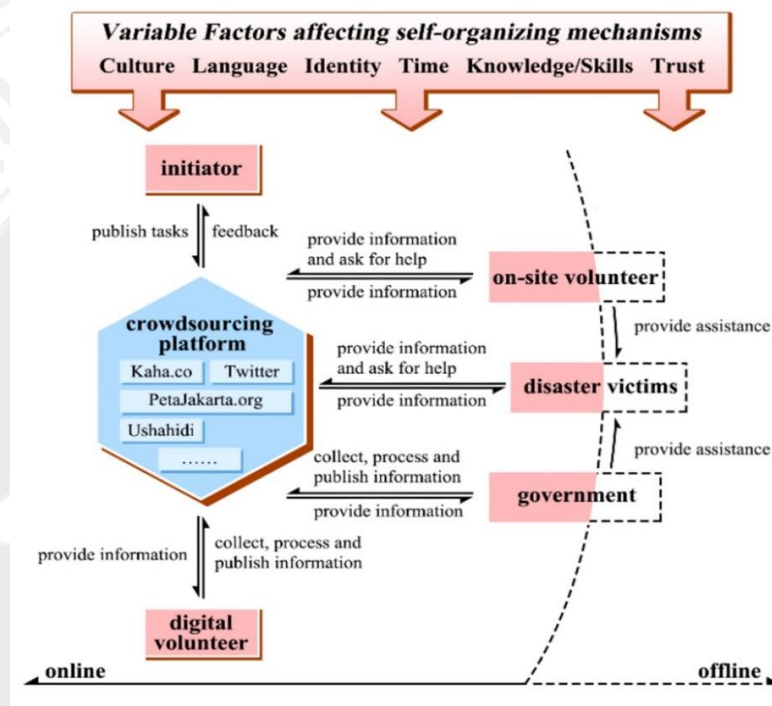 Variable Factors affecting self-organizing mechanisms
Culture Language Identity Time Knowledge/Skills Trust
initiator
publish tasks
feedback
provide information
and ask for help
provide information
on-site volunteer
provide assistance
crowdsourcing
platform
Kaha.co
Twitter
PetaJakarta.org
Ushahidi
......
provide information
and ask for help
provide information
disaster victims
provide assistance
collect, process and
publish information
provide information
government
provide information
collect, process and
publish information
digital
volunteer
online
offline